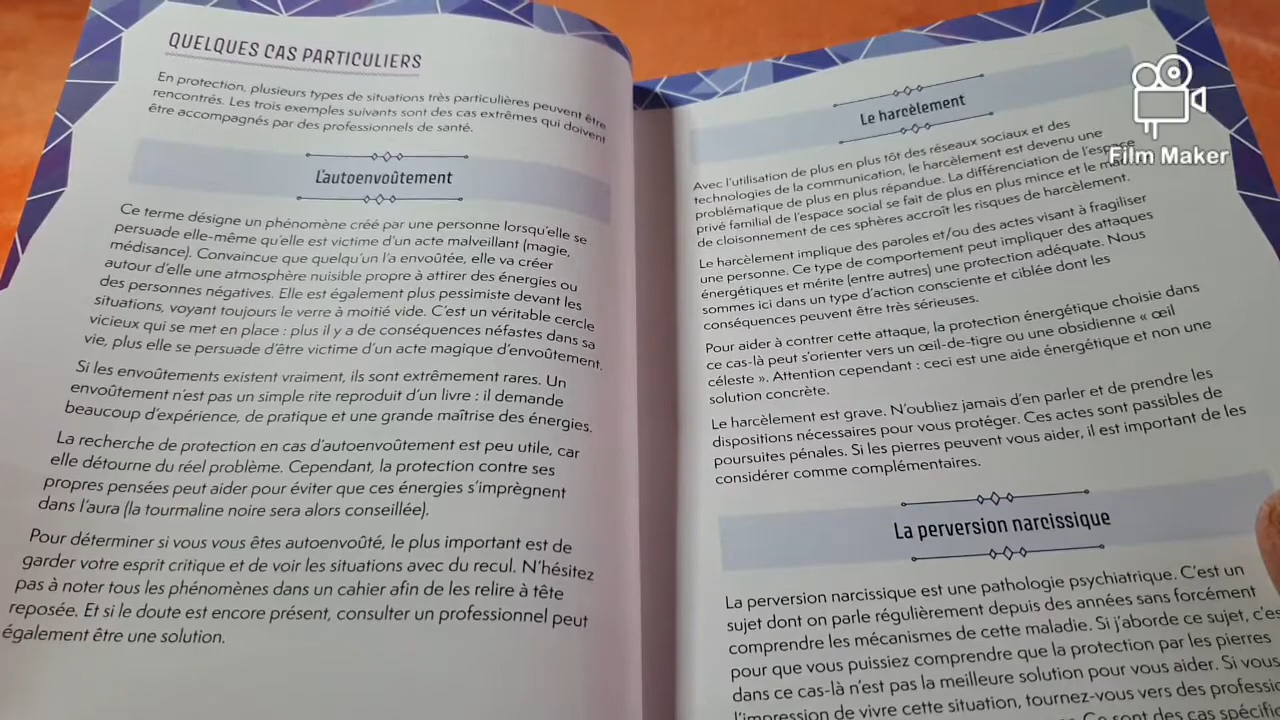 QUELQUES CAS PARTICULIERS
En protection, plusieurs types de situations très particulières peuvent être
rencontrés. Les trois exemples suivants sont des cas extrêmes qui doivent
être accompagnés par des professionnels de santé.
L'autoenvoûtement
Ce terme désigne un phénomène créé par une personne lorsqu'elle se
persuade elle-même qu'elle est victime d'un acte malveillant (magie,
médisance). Convaincue que quelqu'un l'a envoûtée, elle va créer
autour d'elle une atmosphère nuisible propre à attirer des énergies ou
des personnes négatives. Elle est également plus pessimiste devant les
situations, voyant toujours le verre à moitié vide. C'est un véritable cercle
vicieux qui se met en place : plus il y a de conséquences néfastes dans sa
vie, plus elle se persuade d'être victime d'un acte magique d'envoûtement.
Si les envoûtements existent vraiment, ils sont extrêmement rares. Un
envoûtement n'est pas un simple rite reproduit d'un livre : il demande
beaucoup d'expérience, de pratique et une grande maîtrise des énergies.
La recherche de protection en cas d'autoenvoûtement est peu utile, car
elle détourne du réel problème. Cependant, la protection contre ses
propres pensées peut aider pour éviter que ces énergies s'imprègnent
dans l'aura (la tourmaline noire sera alors conseillée).
Pour déterminer si vous vous êtes autoenvoûté, le plus important est de
garder votre esprit critique et de voir les situations avec du recul. N'hésitez
pas à noter tous les phénomènes dans un cahier afin de les relire à tête
reposée. Et si le doute est encore présent, consulter un professionnel peut
également être une solution.
Le harcèlement
Avec l'utilisation de plus en plus tôt des réseaux sociaux et des
technologies de la communication, le harcèlement est devenu une
problématique de plus en plus répandue. La différenciation de l'espace
privé familial de l'espace social se fait de plus en plus mince et le
de cloisonnement de ces sphères accroît les risques de harcèlement.
Le harcèlement implique des paroles et/ou des actes visant à fragiliser
une personne. Ce type de comportement peut impliquer des attaques
énergétiques et mérite (entre autres) une protection adéquate. Nous
sommes ici dans un type d'action consciente et ciblée dont les
conséquences peuvent être très sérieuses.
Pour aider à contrer cette attaque, la protection énergétique choisie dans
ce cas-là peut s'orienter vers un œil-de-tigre ou une obsidienne « œil
céleste ». Attention cependant : ceci est une aide énergétique et non une
solution concrète.
Le harcèlement est grave. N'oubliez jamais d'en parler et de prendre les
dispositions nécessaires pour vous protéger. Ces actes sont passibles de
poursuites pénales. Si les pierres peuvent vous aider, il est important de les
considérer comme complémentaires.
La perversion narcissique
La perversion narcissique est une pathologie psychiatrique. C'est un
sujet dont on parle régulièrement depuis des années sans forcément
comprendre les mécanismes de cette maladie. Si j'aborde ce sujet, c'es
pour que vous puissiez comprendre que la protection par les pierres
dans ce cas-là n'est pas la meilleure solution pour vous aider. Si vous
l'impression de vivre cette situation, tournez-vous vers des professio
Ce sont des cas spécifi
Film Maker